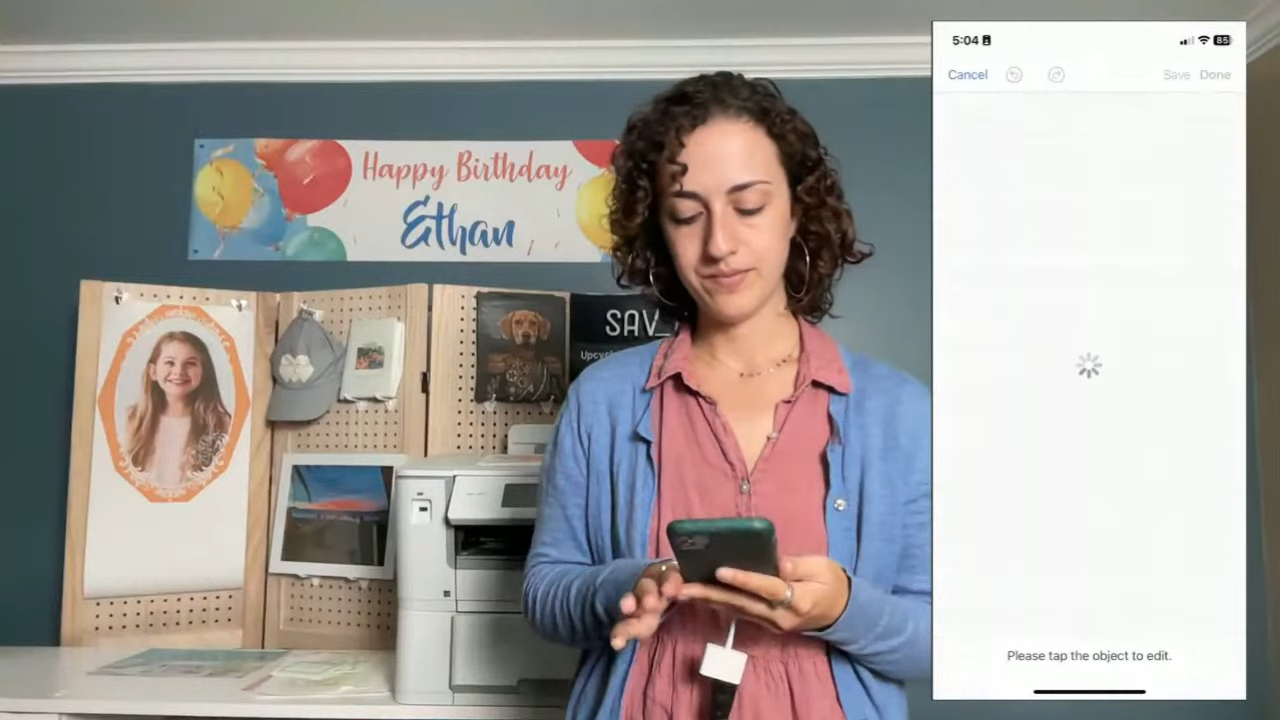 Happy Birthday
Ethan
SAV
5:04
85
Cancel
Save
Done
Please tap the object to edit.